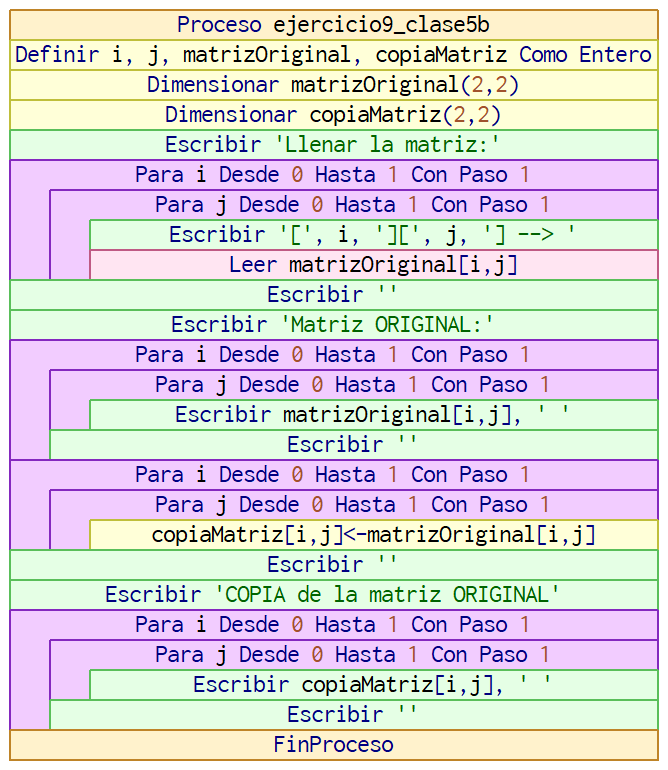 Proceso ejercicio9_clase5b
Definir i, j, matrizOriginal, copiaMatriz Como Entero
Dimensionar matrizOriginal(2,2)
Dimensionar copiaMatriz(2,2)
Escribir 'Llenar la matriz:'
Para i Desde 0 Hasta 1 Con Paso 1
Para j Desde 0 Hasta 1 Con Paso 1
Escribir '[', i, '][', j, '] --> '
Leer matrizOriginal[i,j]
Escribir ''
Escribir 'Matriz ORIGINAL:'
Para i Desde 0 Hasta 1 Con Paso 1
Para j Desde 0 Hasta 1 Con Paso 1
Escribir matrizOriginal[i,j], ' '
Escribir ''
Para i Desde 0 Hasta 1 Con Paso 1
Para j Desde 0 Hasta 1 Con Paso 1
copiaMatriz[i,j]<-matrizOriginal[i,j]
Escribir ''
Escribir 'COPIA de la matriz ORIGINAL'
Para i Desde 0 Hasta 1 Con Paso 1
Para j Desde 0 Hasta 1 Con Paso 1
Escribir copiaMatriz[i,j], ' '
Escribir ''
FinProceso